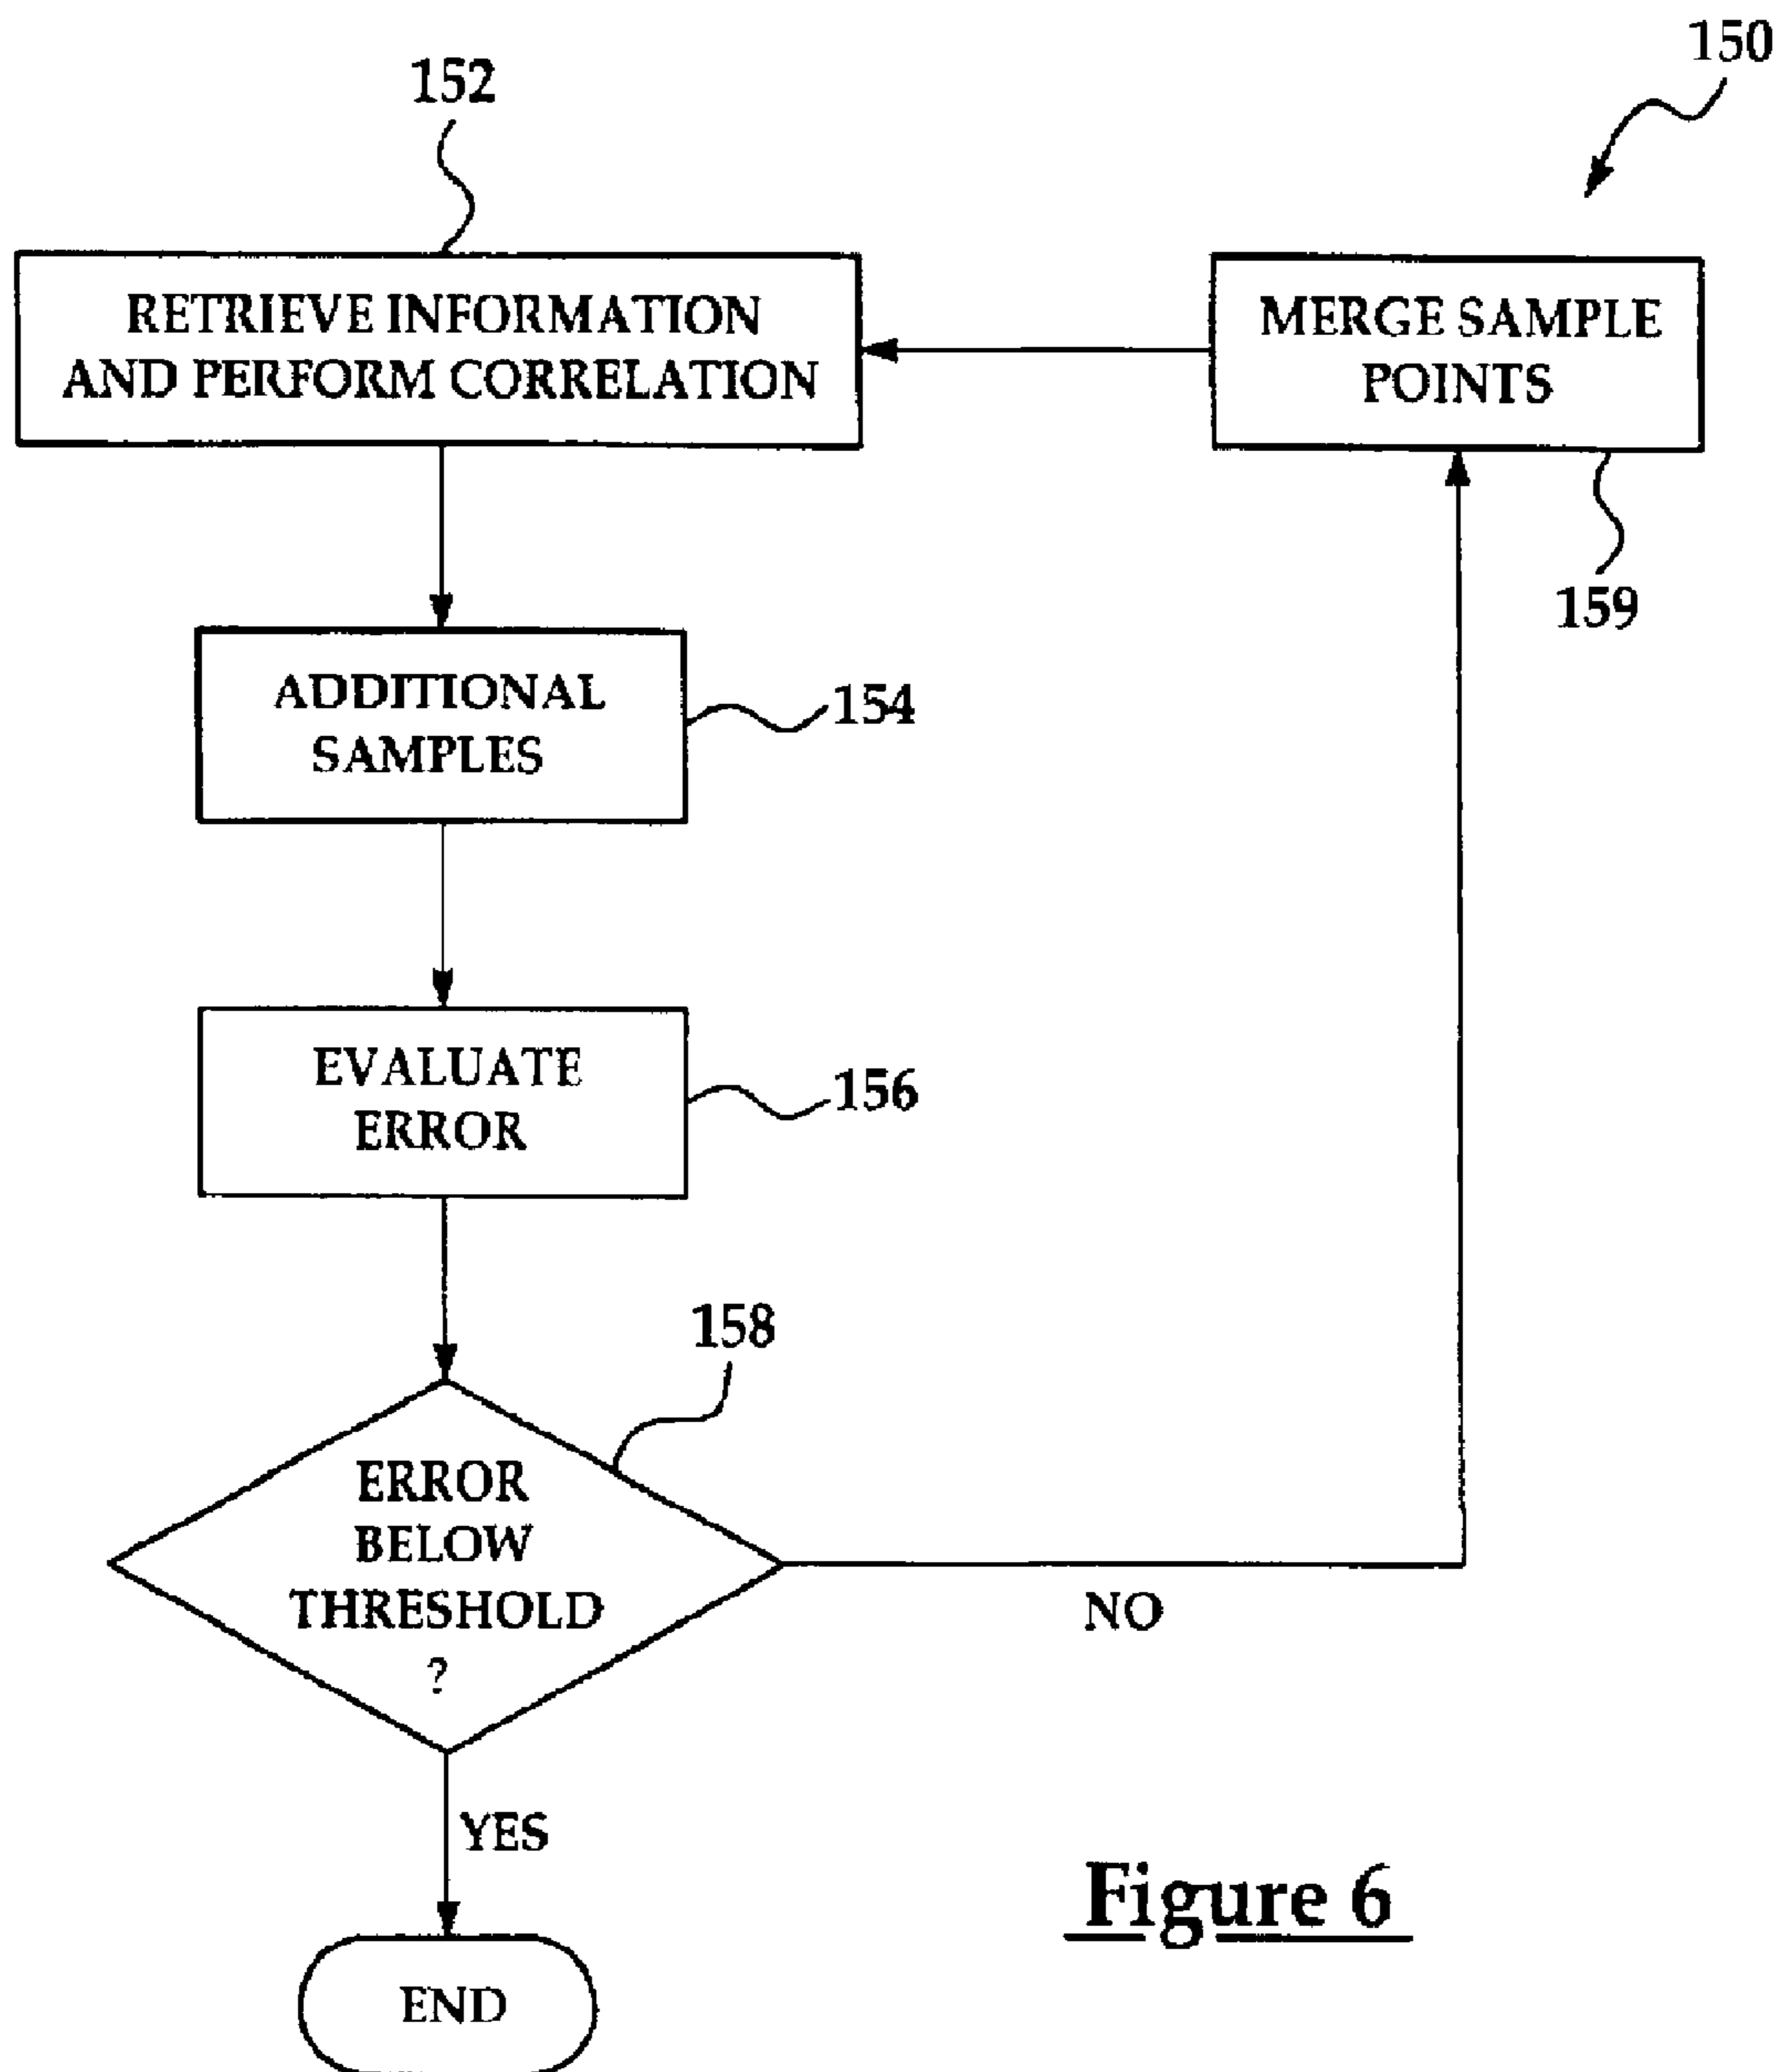 150
152
RETRIEVE INFORMATION
AND PERFORM CORRELATION
MERGE SAMPLE
POINTS
159
ADDITIONAL
SAMPLES
154
EVALUATE
ERROR
156
158
ERROR
BELOW
THRESHOLD
?
NO
YES
END
Figure 6